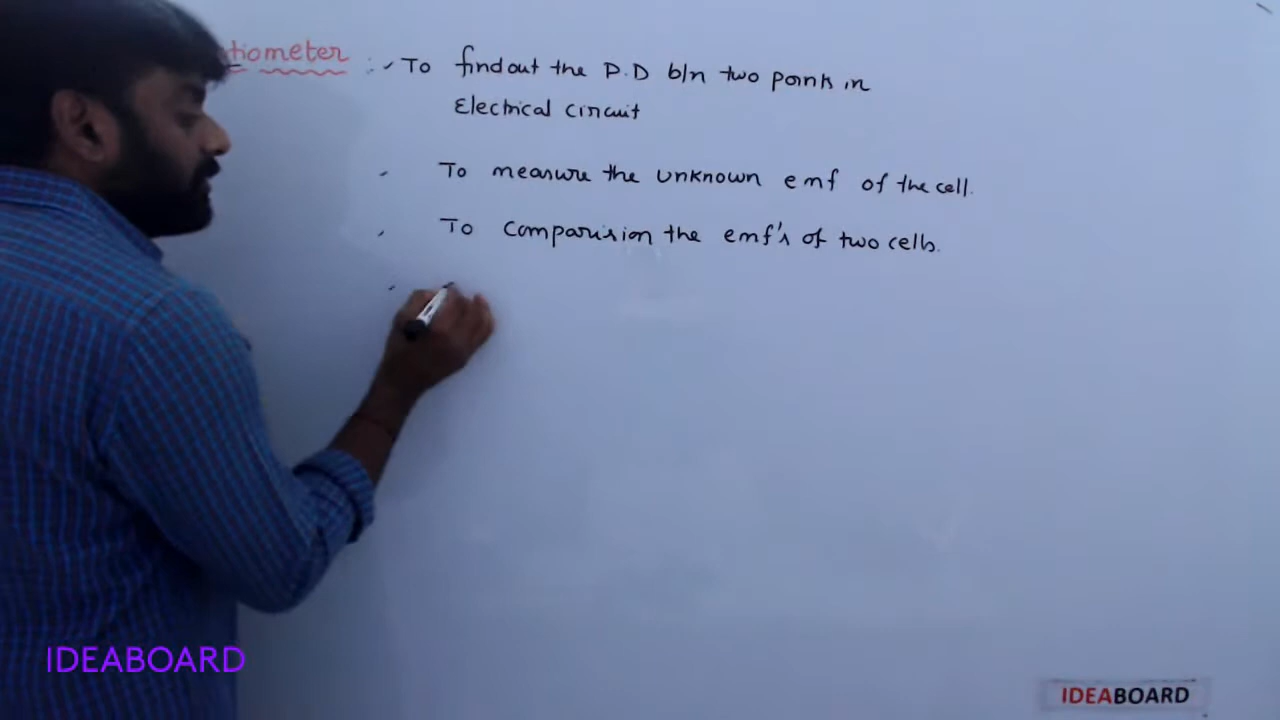 tiometer :- To findout the P.D b/n two points in
Electrical circuit
To measure the unknown emf of the cell.
To comparision the emf's of two cells.
IDEABOARD
IDEABOARD